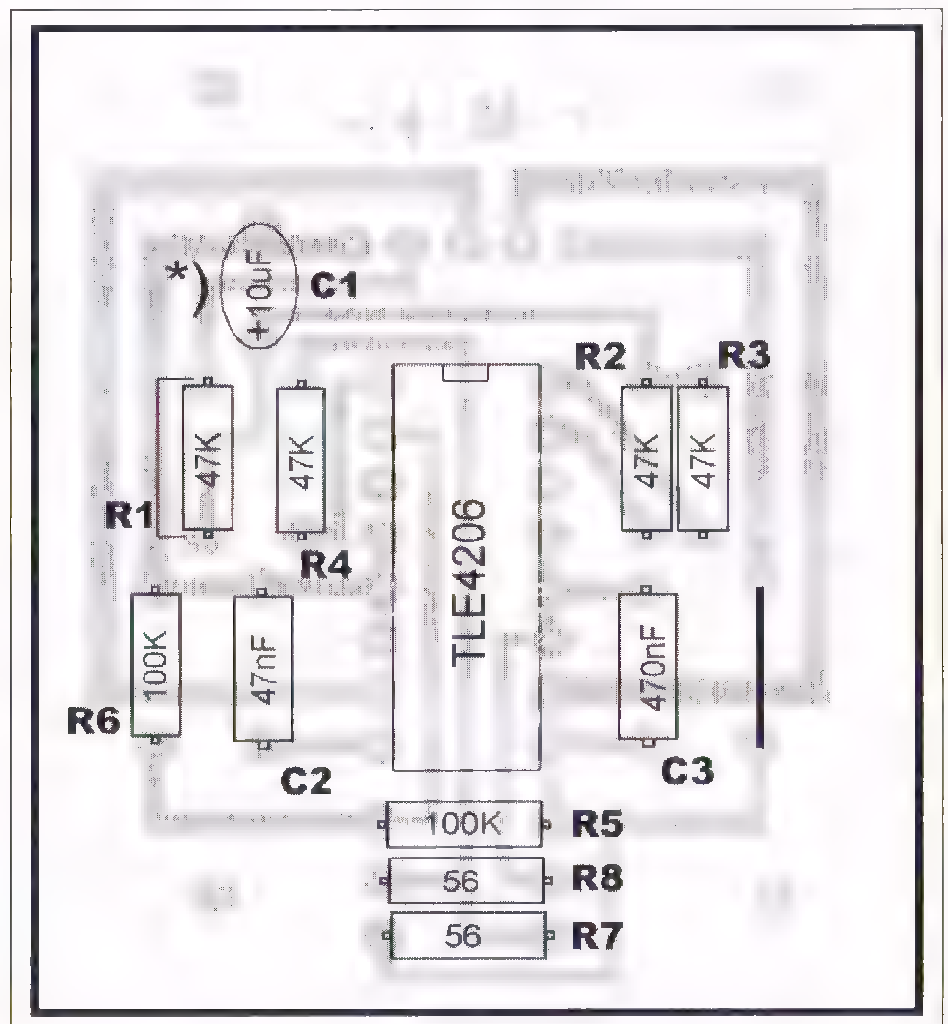 *)
+10uF
C1
R2
R3
47K
47K
47K
47K
R1
R4
TLE4206
100K
47nF
470nF
R6
C2
C3
100K
R5
56
R8
56
R7